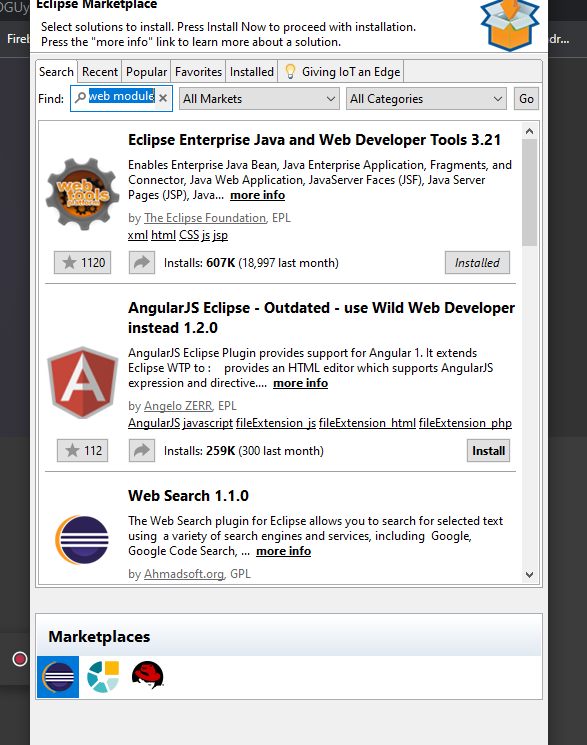 OGUy
Eclipse Marketplace
Select solutions to install. Press Install Now to proceed with installation.
Press the "more info" link to learn more about a solution.
Fireb
dr...
Search Recent Popular Favorites Installed Giving IoT an Edge
Find: web module All Markets All Categories Go
Eclipse Enterprise Java and Web Developer Tools 3.21
Enables Enterprise Java Bean, Java Enterprise Application, Fragments, and
Connector, Java Web Application, JavaServer Faces (JSF), Java Server
Pages (JSP), Java... more info
by The Eclipse Foundation, EPL
xml html CSS js jsp
1120 Installs: 607K (18,997 last month) Installed
AngularJS Eclipse - Outdated - use Wild Web Developer
instead 1.2.0
AngularJS Eclipse Plugin provides support for Angular 1. It extends
Eclipse WTP to : provides an HTML editor which supports AngularJS
expression and directive.... more info
by Angelo ZERR, EPL
AngularJS javascript fileExtension_js fileExtension_html fileExtension_php
112 Installs: 259K (300 last month) Install
Web Search 1.1.0
The Web Search plugin for Eclipse allows you to search for selected text
using a variety of search engines and services, including Google,
Google Code Search, ... more info
by Ahmadsoft.org, GPL
Marketplaces
web
tools